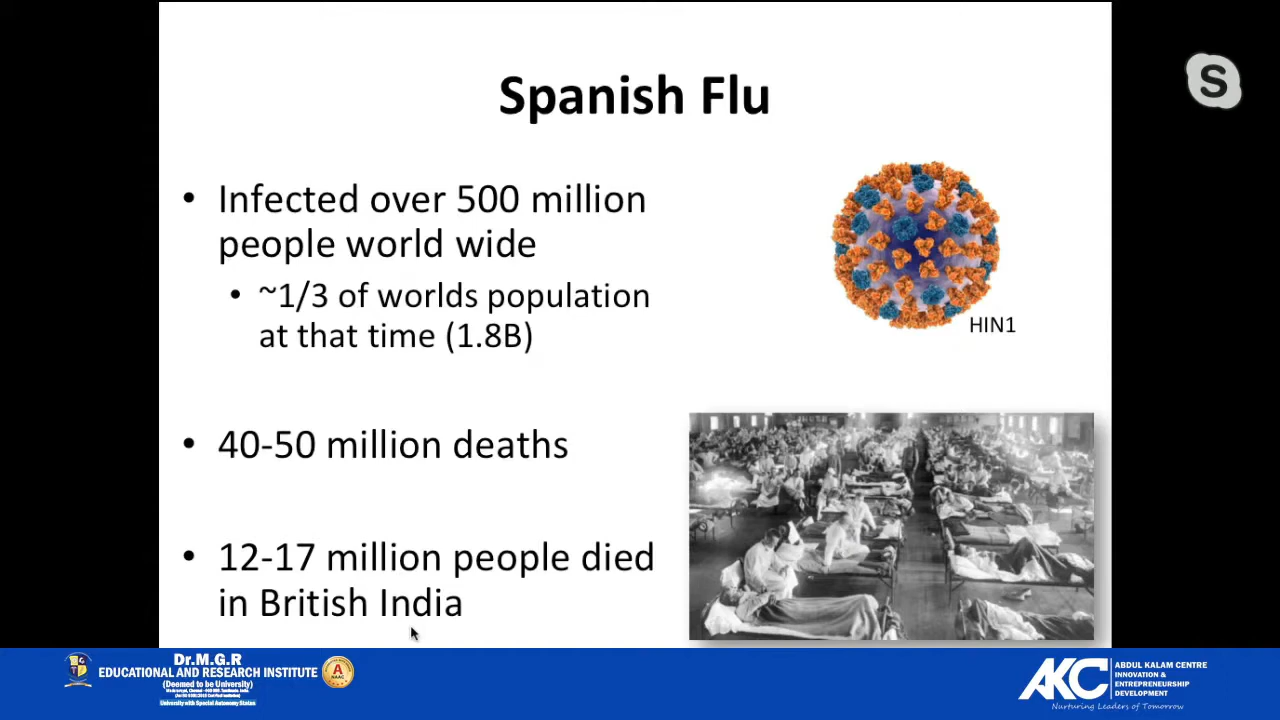 Spanish Flu
• Infected over 500 million
people world wide
• ~1/3 of worlds population
at that time (1.8B)
HIN1
• 40-50 million deaths
• 12-17 million people died
in British India
S
Dr.M.G.R
EDUCATIONAL AND RESEARCH INSTITUTE
(Deemed to be University)
University with Special Autonomy Status
A
NAAC
AKC
ABDUL KALAM CENTRE
INNOVATION &
ENTREPRENEURSHIP
DEVELOPMENT
Nurturing Leaders of Tomorrow